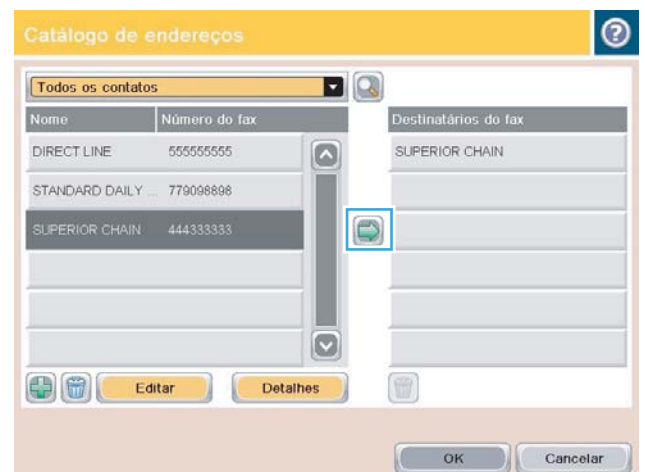 Catálogo de endereços
Todos os contatos
Nome Número do fax Destinatários do fax
DIRECT LINE 555555555 SUPERIOR CHAIN
STANDARD DAILY ... 779098898
SUPERIOR CHAIN 444333333
Editar Detalhes
OK Cancelar